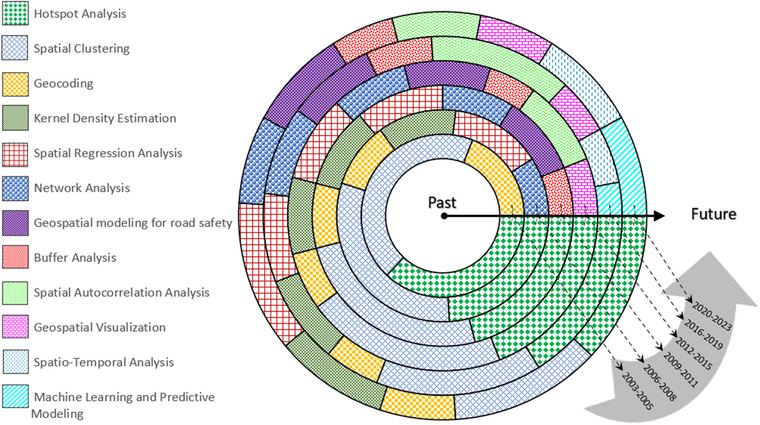 Hotspot Analysis
Spatial Clustering
Geocoding
Kernel Density Estimation
Spatial Regression Analysis
Network Analysis
Geospatial modeling for road safety
Buffer Analysis
Spatial Autocorrelation Analysis
Geospatial Visualization
Spatio-Temporal Analysis
Machine Learning and Predictive
Modeling
Past
Future
2020-2023
2016-2019
2012-2015
2009-2011
2006-2008
2003-2005